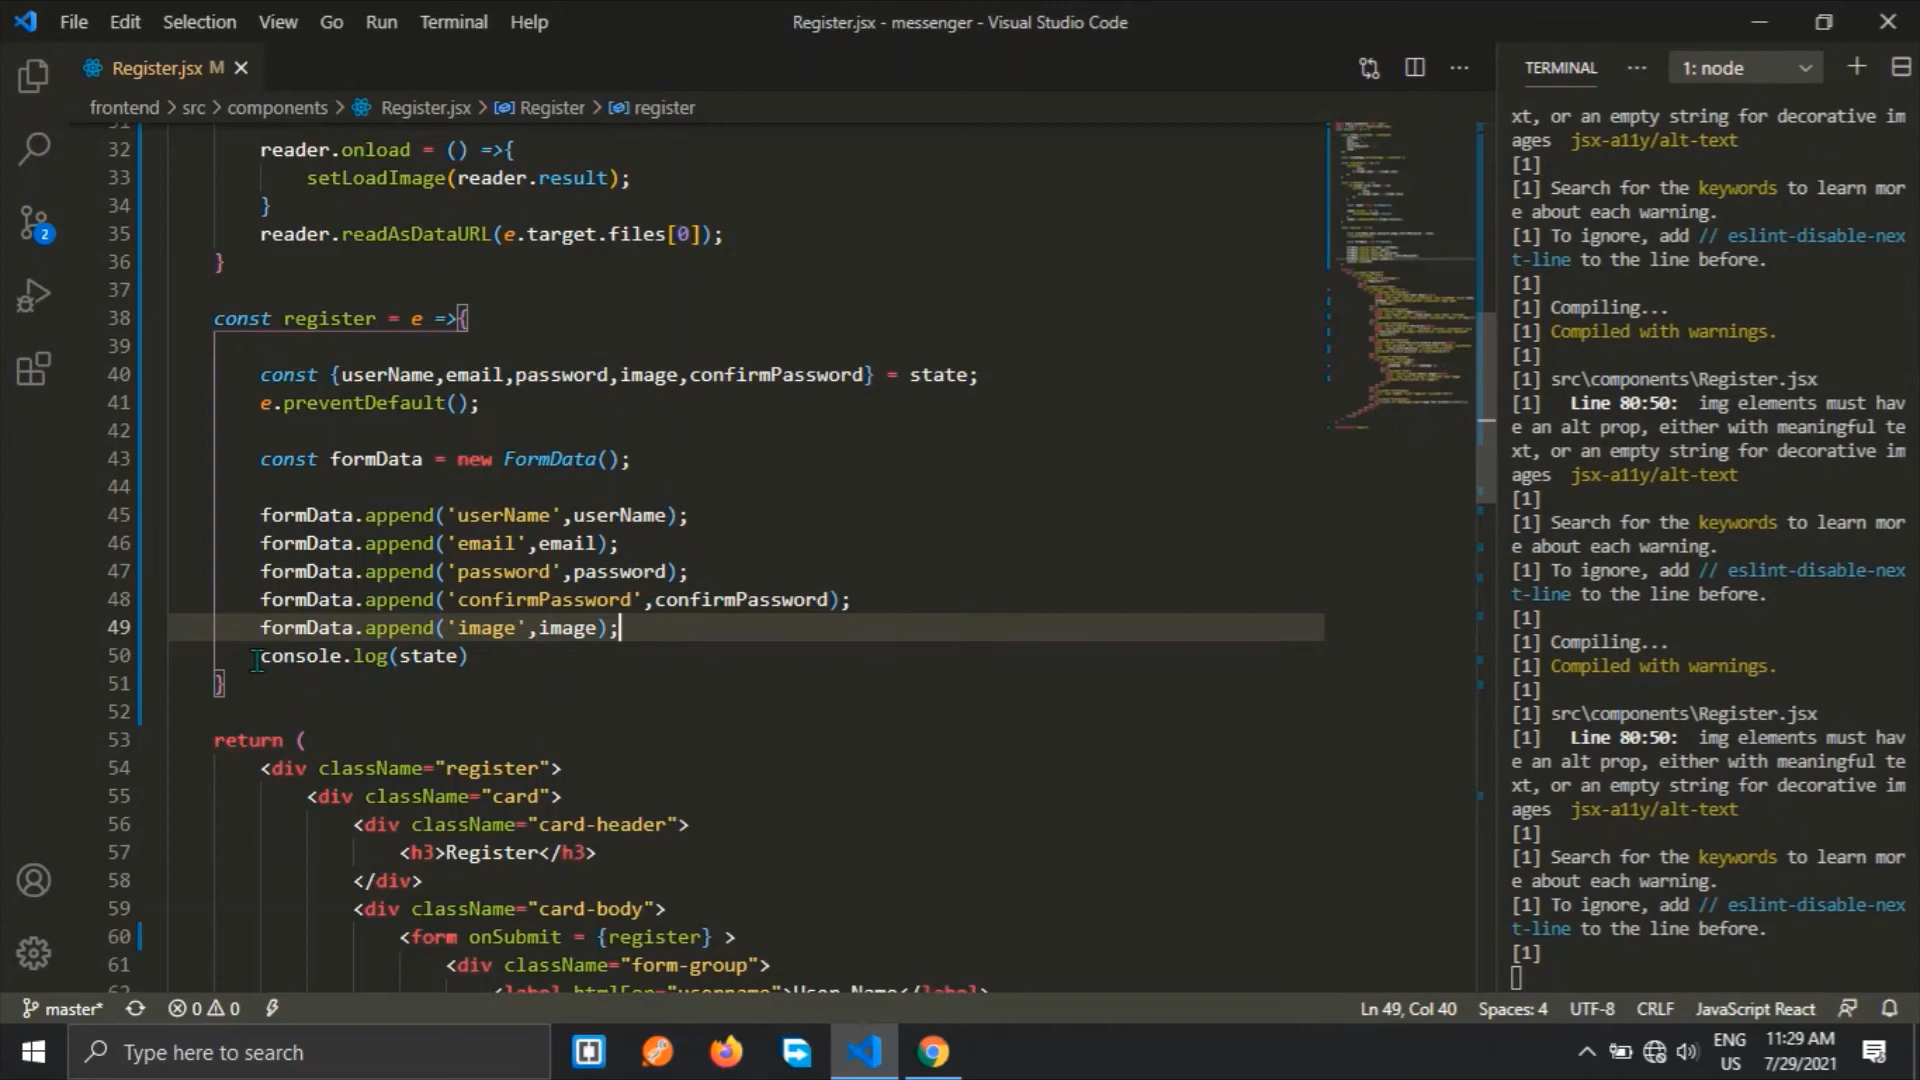 File Edit Selection View Go Run Terminal Help
Register.jsx - messenger - Visual Studio Code
Register.jsx M
frontend > src > components > Register.jsx > Register > register
31
32 reader.onload = () =>{
33 setLoadImage(reader.result);
34 }
35 reader.readAsDataURL(e.target.files[0]);
36 }
37
38 const register = e =>{
39
40 const {userName,email,password,image,confirmPassword} = state;
41 e.preventDefault();
42
43 const formData = new FormData();
44
45 formData.append('userName',userName);
46 formData.append('email',email);
47 formData.append('password',password);
48 formData.append('confirmPassword',confirmPassword);
49 formData.append('image',image);
50 console.log(state)
51 }
52
53 return (
54 <div className="register">
55 <div className="card">
56 <div className="card-header">
57 <h3>Register</h3>
58 </div>
59 <div className="card-body">
60 <form onSubmit = {register} >
61 <div className="form-group">
62 <label htmlFor="username">User Name</label>
2
TERMINAL ··· 1: node
xt, or an empty string for decorative im
ages jsx-a11y/alt-text
[1]
[1] Search for the keywords to learn mor
e about each warning.
[1] To ignore, add // eslint-disable-nex
t-line to the line before.
[1]
[1] Compiling...
[1] Compiled with warnings.
[1]
[1] src\components\Register.jsx
[1] Line 80:50: img elements must hav
e an alt prop, either with meaningful te
xt, or an empty string for decorative im
ages jsx-a11y/alt-text
[1]
[1] Search for the keywords to learn mor
e about each warning.
[1] To ignore, add // eslint-disable-nex
t-line to the line before.
[1]
[1] Compiling...
[1] Compiled with warnings.
[1]
[1] src\components\Register.jsx
[1] Line 80:50: img elements must hav
e an alt prop, either with meaningful te
xt, or an empty string for decorative im
ages jsx-a11y/alt-text
[1]
[1] Search for the keywords to learn mor
e about each warning.
[1] To ignore, add // eslint-disable-nex
t-line to the line before.
[1]
master* 0 0 Ln 49, Col 40 Spaces: 4 UTF-8 CRLF JavaScript React
Type here to search
ENG
US
11:29 AM
7/29/2021